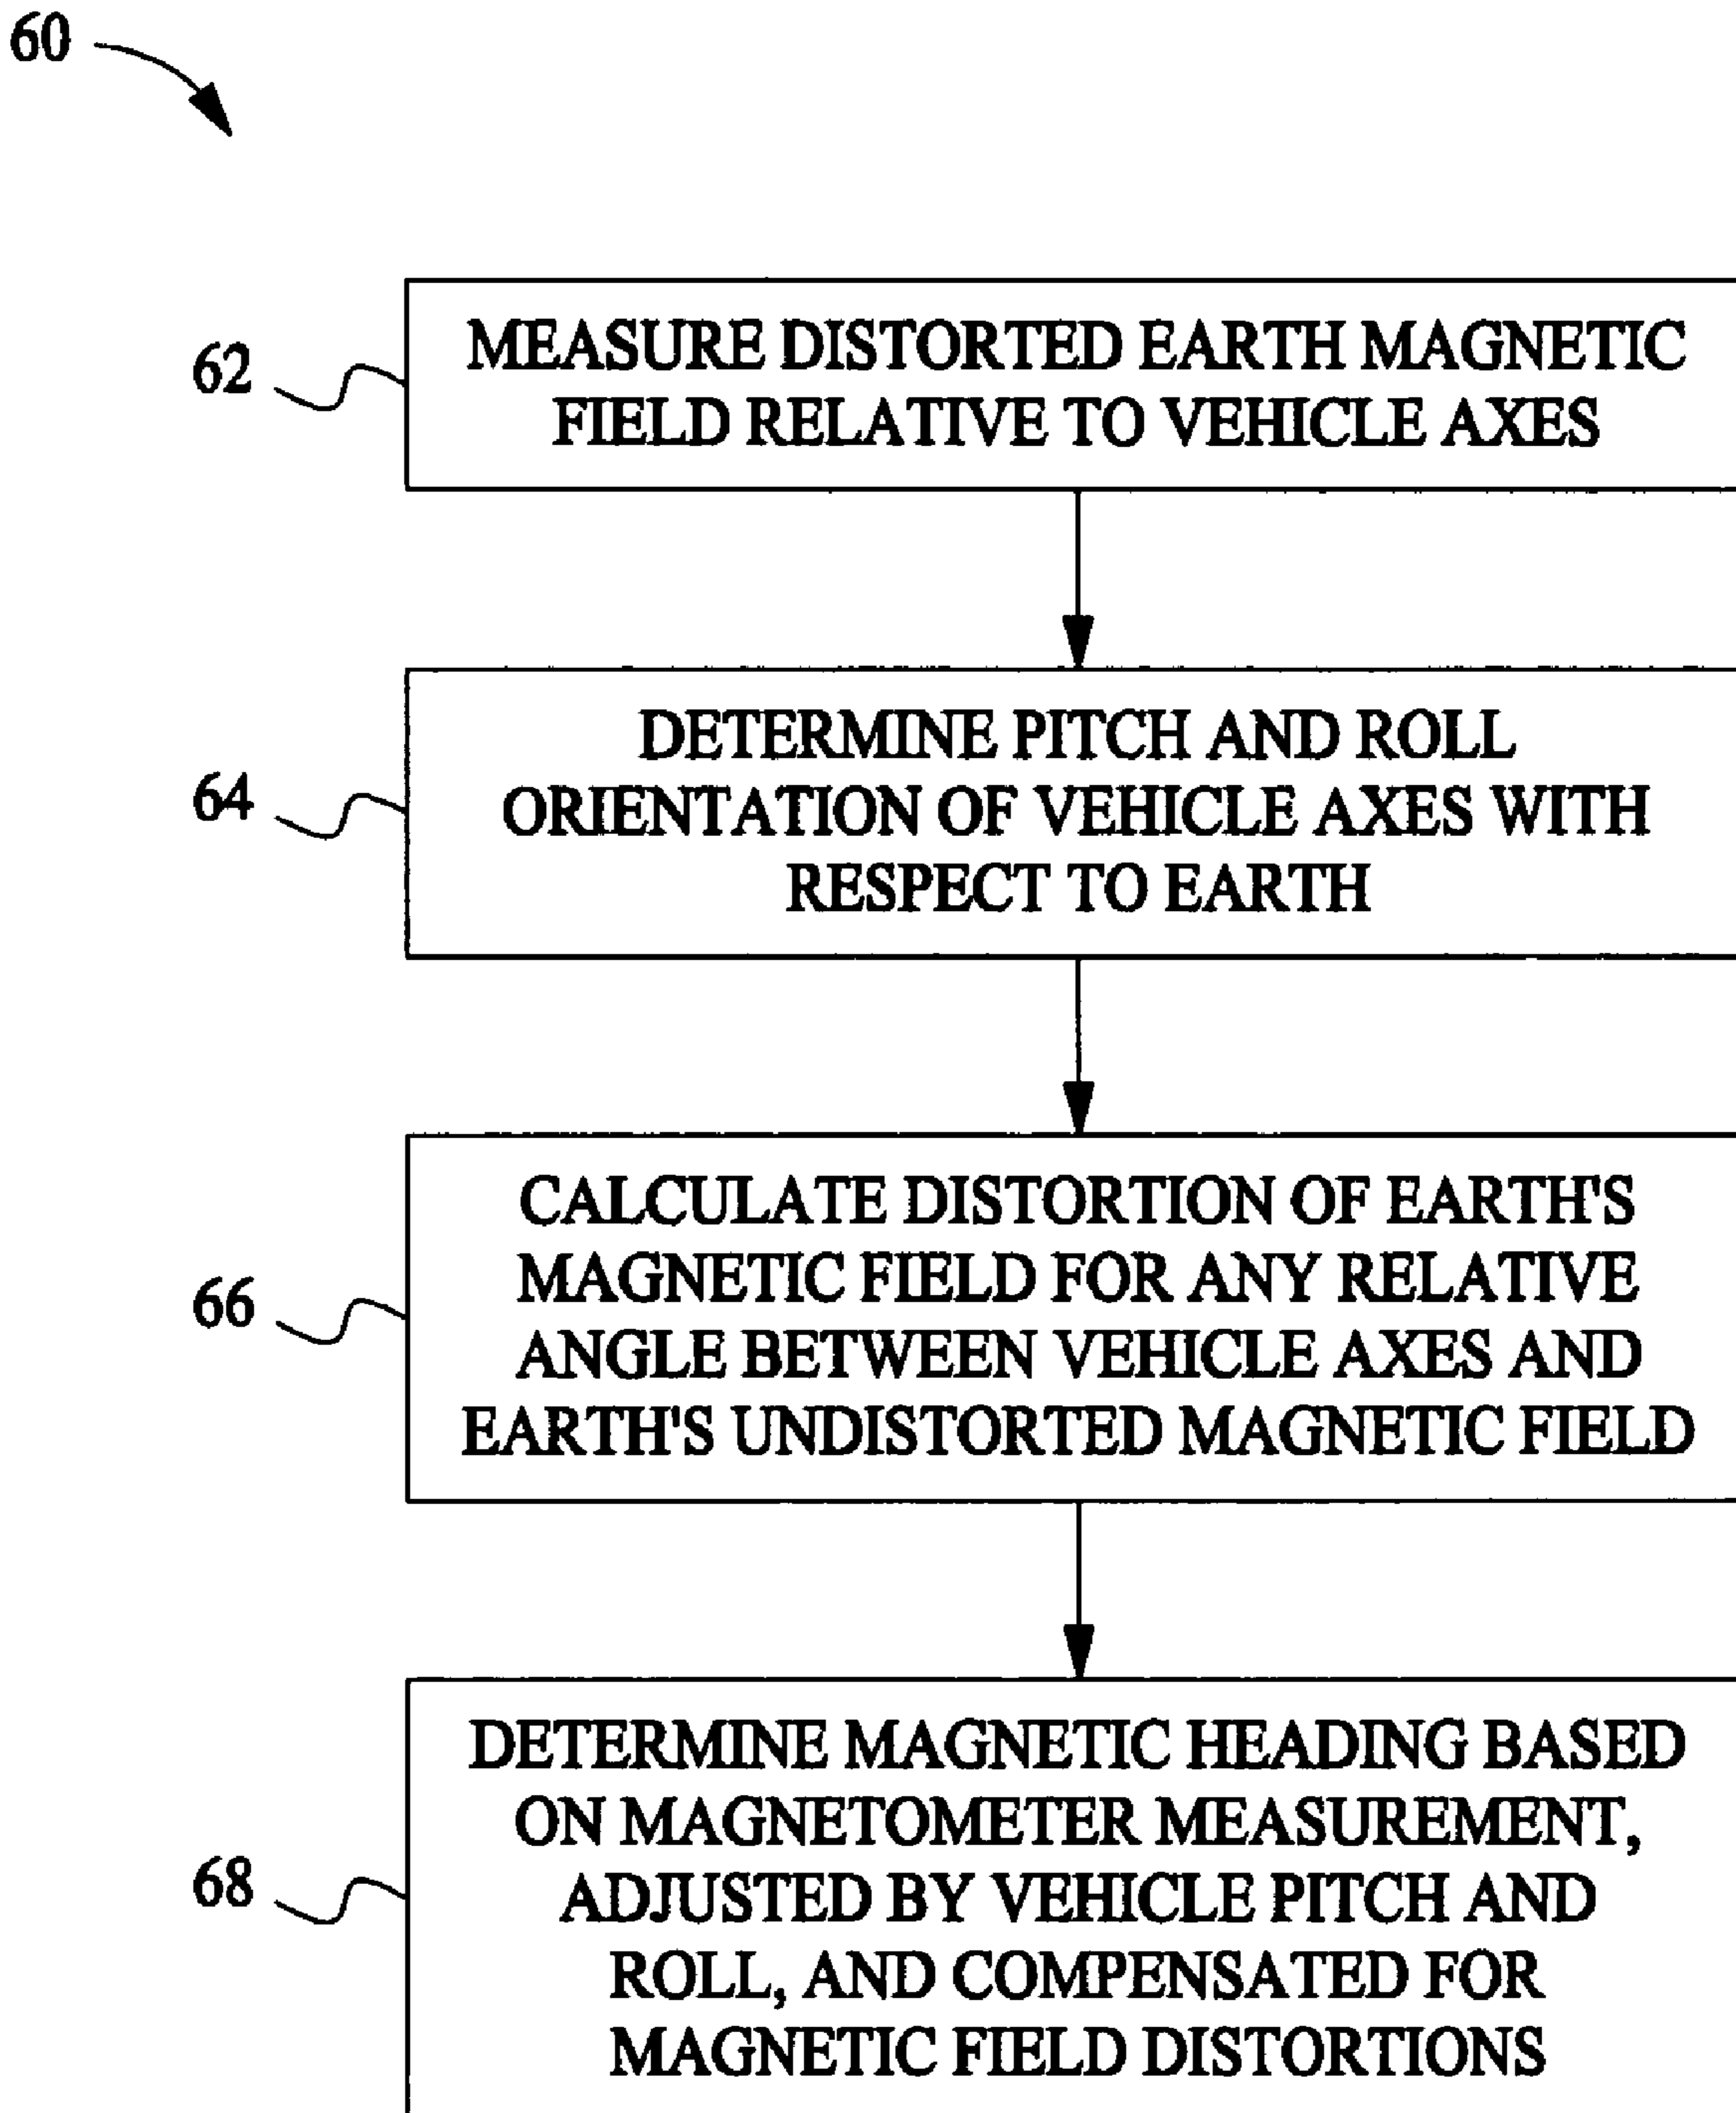 60
62
MEASURE DISTORTED EARTH MAGNETIC
FIELD RELATIVE TO VEHICLE AXES
64
DETERMINE PITCH AND ROLL
ORIENTATION OF VEHICLE AXES WITH
RESPECT TO EARTH
66
CALCULATE DISTORTION OF EARTH'S
MAGNETIC FIELD FOR ANY RELATIVE
ANGLE BETWEEN VEHICLE AXES AND
EARTH'S UNDISTORTED MAGNETIC FIELD
68
DETERMINE MAGNETIC HEADING BASED
ON MAGNETOMETER MEASUREMENT,
ADJUSTED BY VEHICLE PITCH AND
ROLL, AND COMPENSATED FOR
MAGNETIC FIELD DISTORTIONS